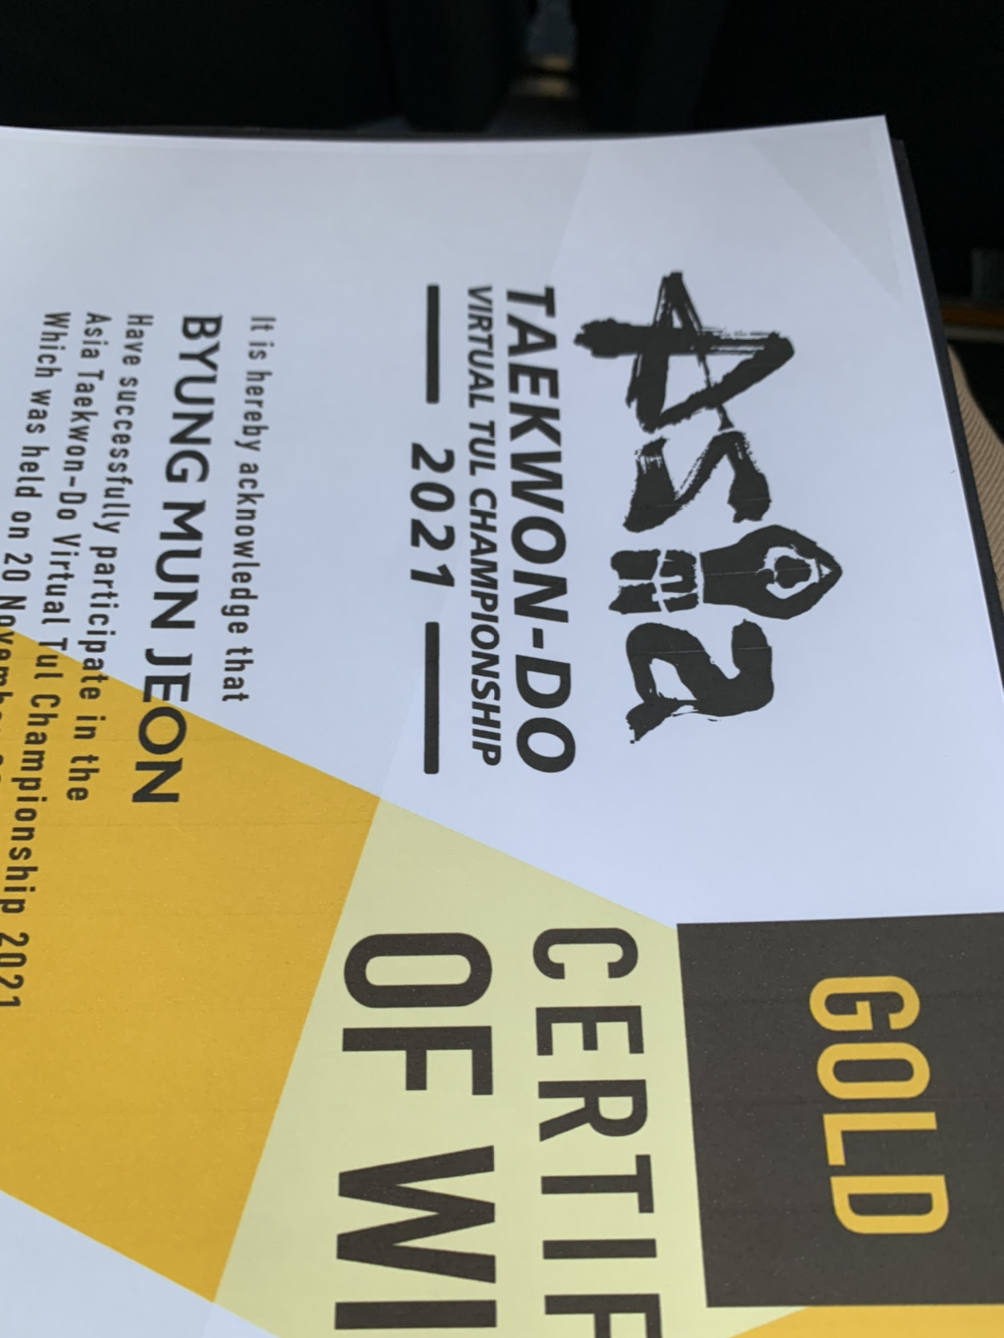 ASIA
TAEKWON-DO
VIRTUAL TUL CHAMPIONSHIP
2021
GOLD
CERTIF
OF WI
It is hereby acknowledge that
BYUNG MUN JEON
Have successfully participate in the
Asia Taekwon-Do Virtual Tul Championship 2021
Which was held on 20